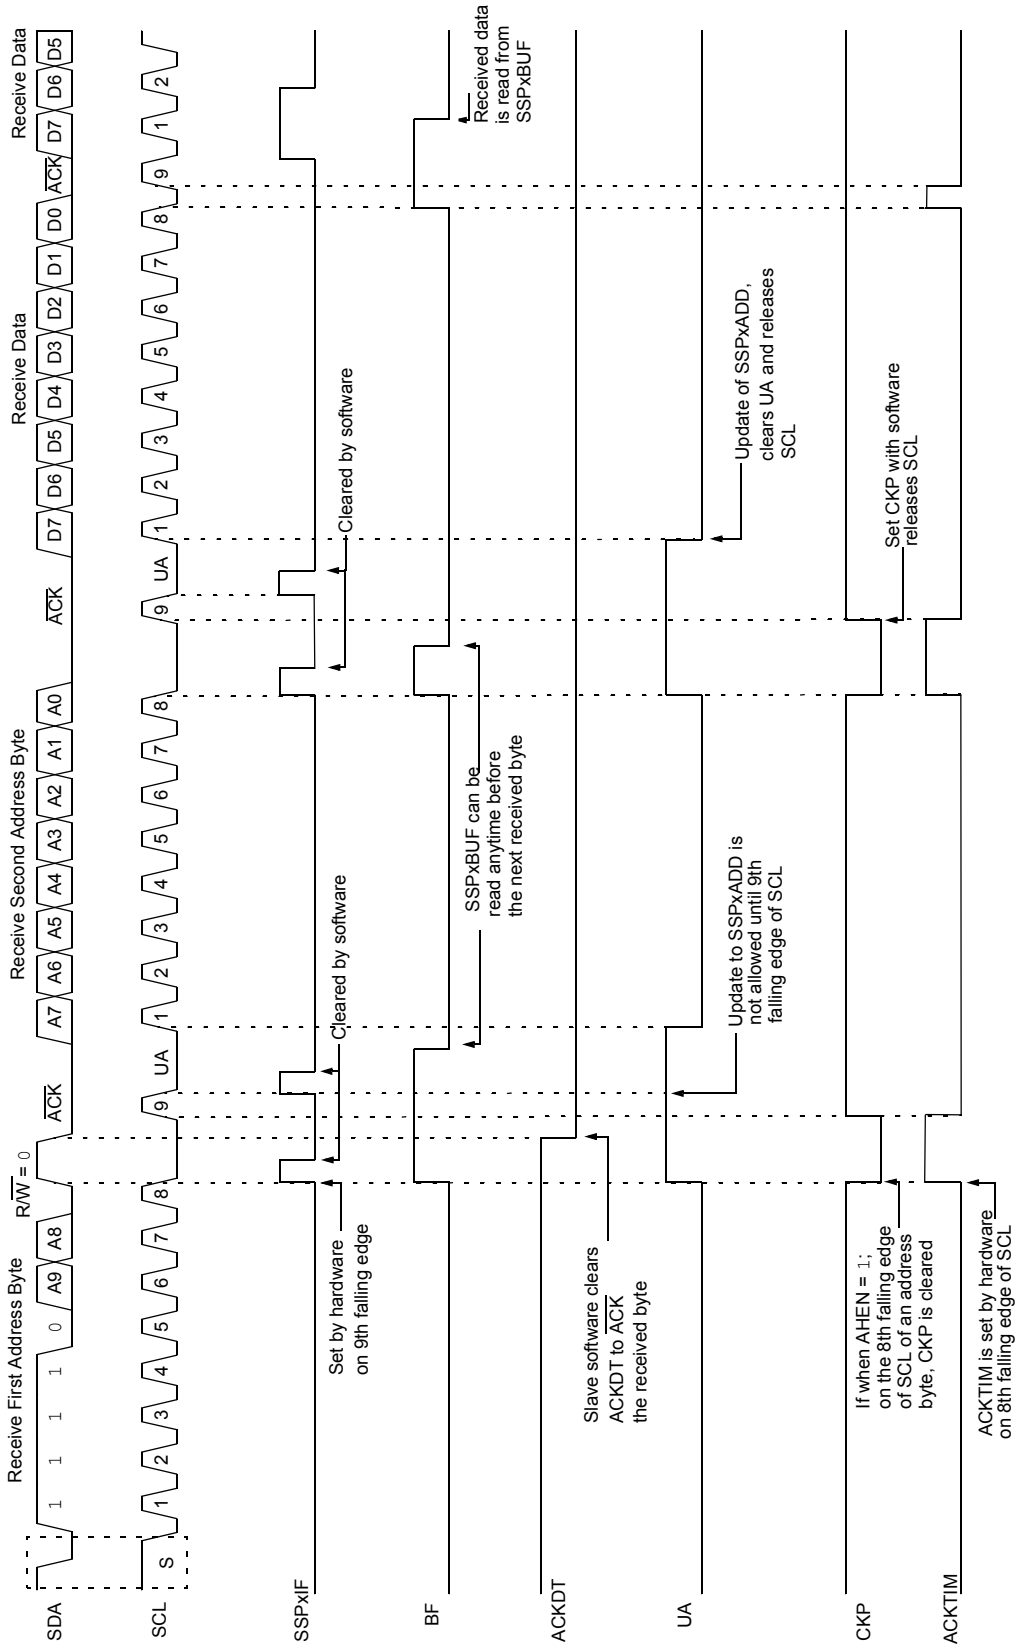 Receive First Address Byte
R/W = 0
Receive Second Address Byte
Receive Data
Receive Data
SDA
1 1 1 1 0 A9 A8 ACK A7 A6 A5 A4 A3 A2 A1 A0 ACK D7 D6 D5 D4 D3 D2 D1 D0 ACK D7 D6 D5
SCL
S 1 2 3 4 5 6 7 8 9 UA 1 2 3 4 5 6 7 8 9 UA 1 2 3 4 5 6 7 8 9 1 2
SSPxIF
Set by hardware
on 9th falling edge
Cleared by software
Cleared by software
BF
SSPxBUF can be
read anytime before
the next received byte
Received data
is read from
SSPxBUF
ACKDT
Slave software clears
ACKDT to ACK
the received byte
UA
Update to SSPxADD is
not allowed until 9th
falling edge of SCL
Update of SSPxADD,
clears UA and releases
SCL
CKP
If when AHEN = 1;
on the 8th falling edge
of SCL of an address
byte, CKP is cleared
Set CKP with software
releases SCL
ACKTIM
ACKTIM is set by hardware
on 8th falling edge of SCL